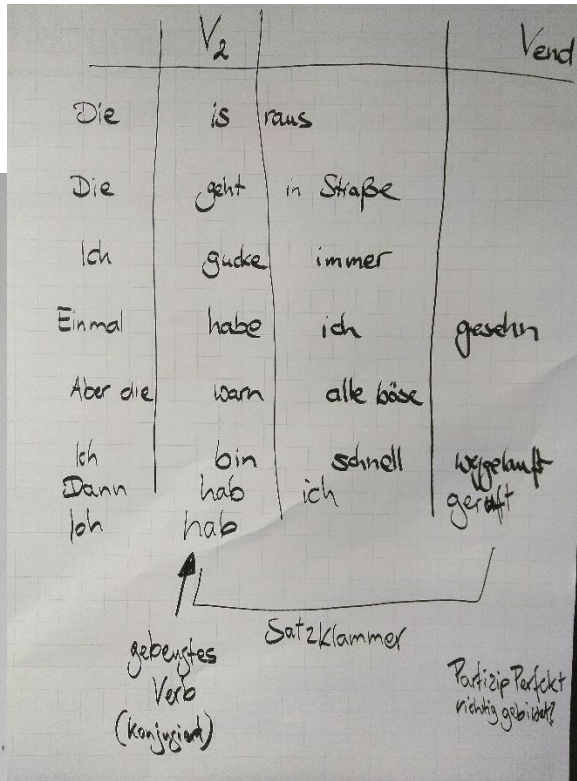 V2 Vend
Die is raus
Die geht in Straße
Ich gucke immer
Einmal habe ich gesehn
Aber die warn alle böse
Ich bin schnell weggelauft
Dann hab ich geruft
Ich hab
Satzklammer
gebeugtes
Verb
(konjugiert)
Partizip Perfekt
richtig gebildet?